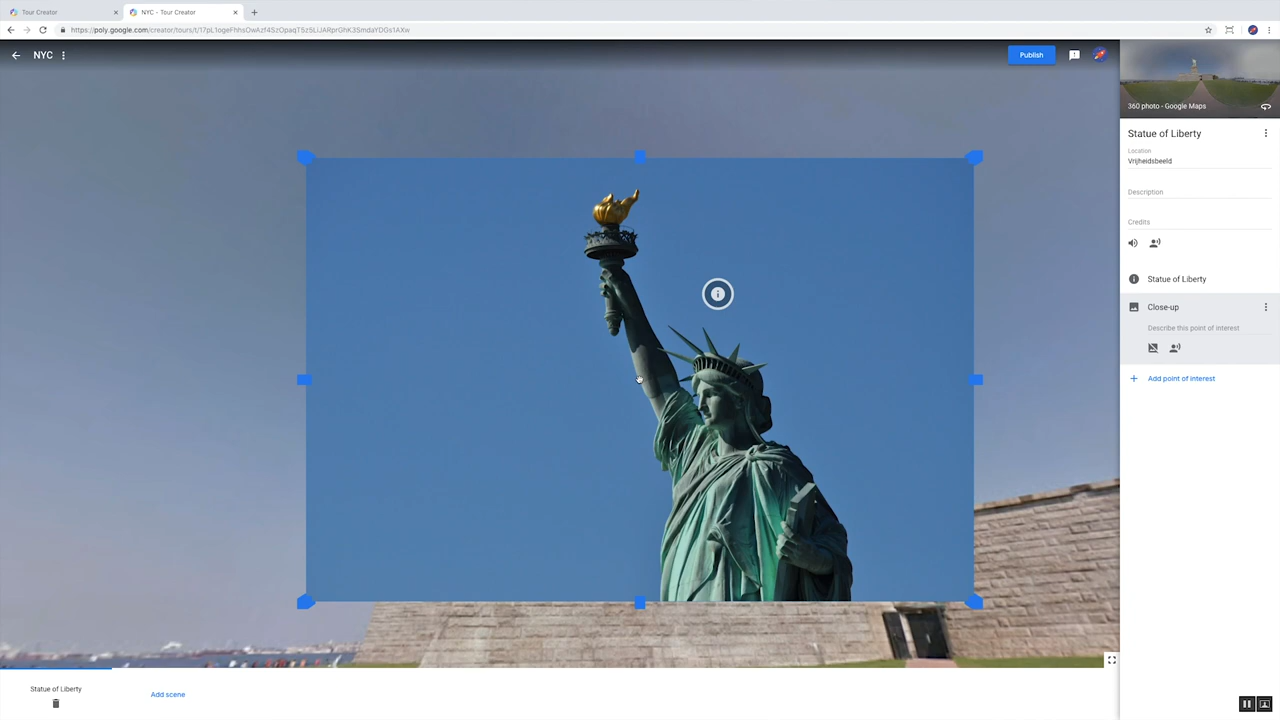 Tour Creator
NYC - Tour Creator
NYC
Publish
360 photo - Google Maps
Statue of Liberty
Location
Vrijheidsbeeld
Description
Credits
Statue of Liberty
Close-up
Describe this point of interest
Add point of interest
Statue of Liberty
Add scene